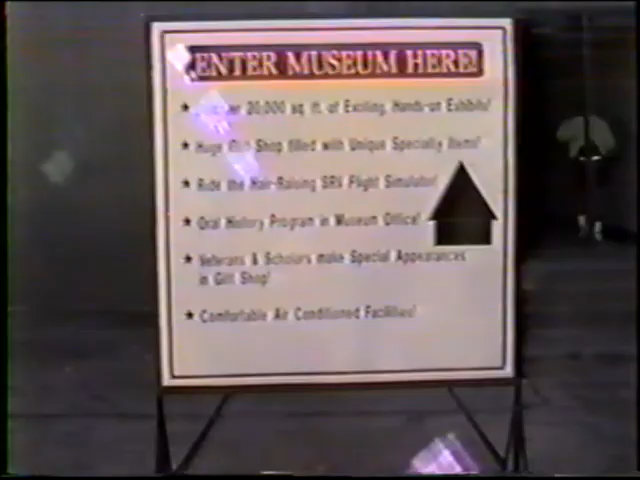 ENTER MUSEUM HERE!
20,000 sq. ft. of Exciting, Hands-on Exhibits!
★ Huge Gift Shop filled with Unique Specialty Items!
★ Ride the Hair-Raising SRX Flight Simulator!
★ Oral History Program in Museum Office!
★ Veterans & Scholars make Special Appearances
in Gift Shop!
★ Comfortable Air Conditioned Facilities!